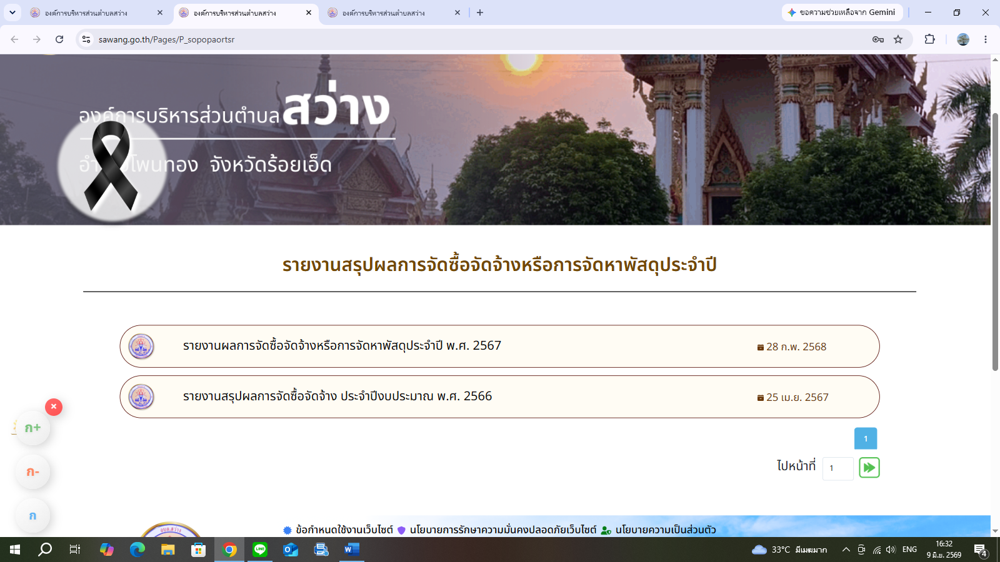 องค์การบริหารส่วนตำบลสว่าง
องค์การบริหารส่วนตำบลสว่าง
องค์การบริหารส่วนตำบลสว่าง
ขอความช่วยเหลือจาก Gemini
sawang.go.th/Pages/P_sopopaortsr
องค์การบริหารส่วนตำบลสว่าง
โพนทอง จังหวัดร้อยเอ็ด
รายงานสรุปผลการจัดซื้อจัดจ้างหรือการจัดหาพัสดุประจำปี
รายงานผลการจัดซื้อจัดจ้างหรือการจัดหาพัสดุประจำปี พ.ศ. 2567
28 ก.พ. 2568
รายงานสรุปผลการจัดซื้อจัดจ้าง ประจำปีงบประมาณ พ.ศ. 2566
25 เม.ย. 2567
ก+
ก-
ก
1
ไปหน้าที่ 1
อบต.สว่าง
ข้อกำหนดใช้งานเว็บไซต์ นโยบายการรักษาความมั่นคงปลอดภัยเว็บไซต์ นโยบายความเป็นส่วนตัว
33°C มีเมฆมาก
ENG
16:32
9 มิ.ย. 2569
4